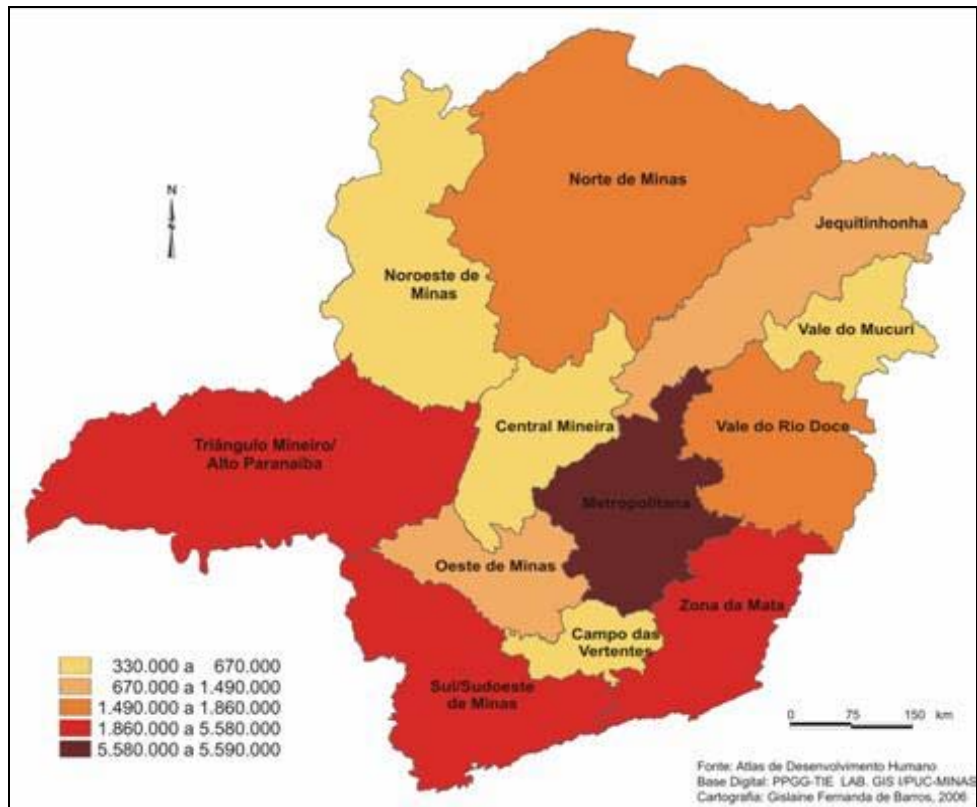 Norte de Minas
N
Jequitinhonha
Noroeste de
Minas
Vale do Mucuri
Central Mineira
Vale do Rio Doce
Triângulo Mineiro/
Alto Paranaíba
Metropolitana
Oeste de Minas
Zona da Mata
Campo das
Vertentes
Sul/Sudoeste
de Minas
330.000 a 670.000
670.000 a 1.490.000
1.490.000 a 1.860.000
1.860.000 a 5.580.000
5.580.000 a 5.590.000
0 75 150 km
Fonte: Atlas de Desenvolvimento Humano
Base Digital: PPGG-TIE LAB. GIS I/PUC-MINAS
Cartografia: Gislaine Fernanda de Barros, 2006